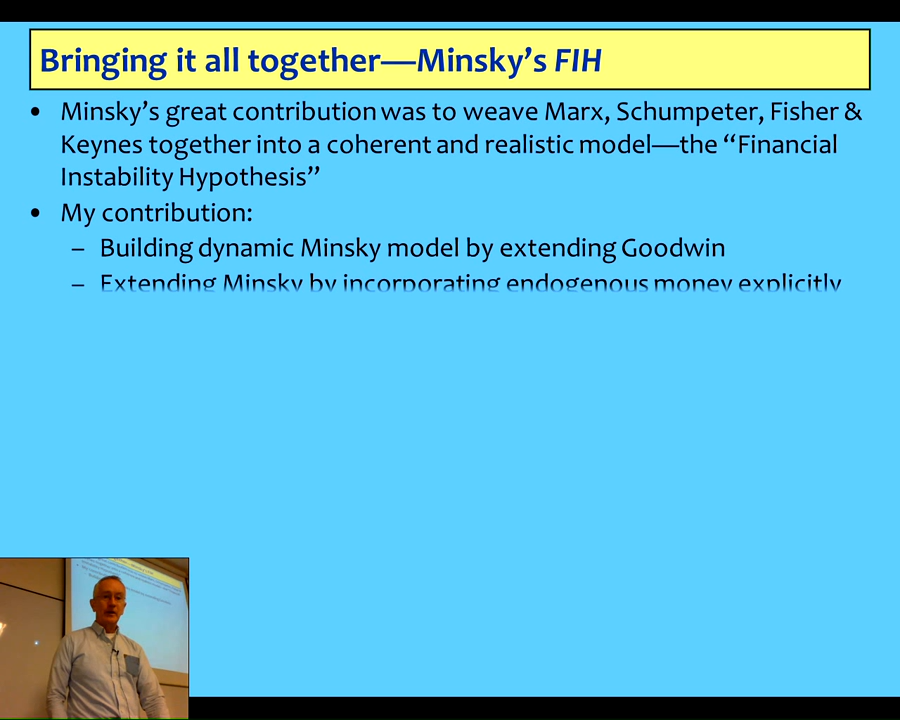 Bringing it all together—Minsky’s FIH
• Minsky’s great contribution was to weave Marx, Schumpeter, Fisher &
Keynes together into a coherent and realistic model—the “Financial
Instability Hypothesis”
• My contribution:
– Building dynamic Minsky model by extending Goodwin
– Extending Minsky by incorporating endogenous money explicitly